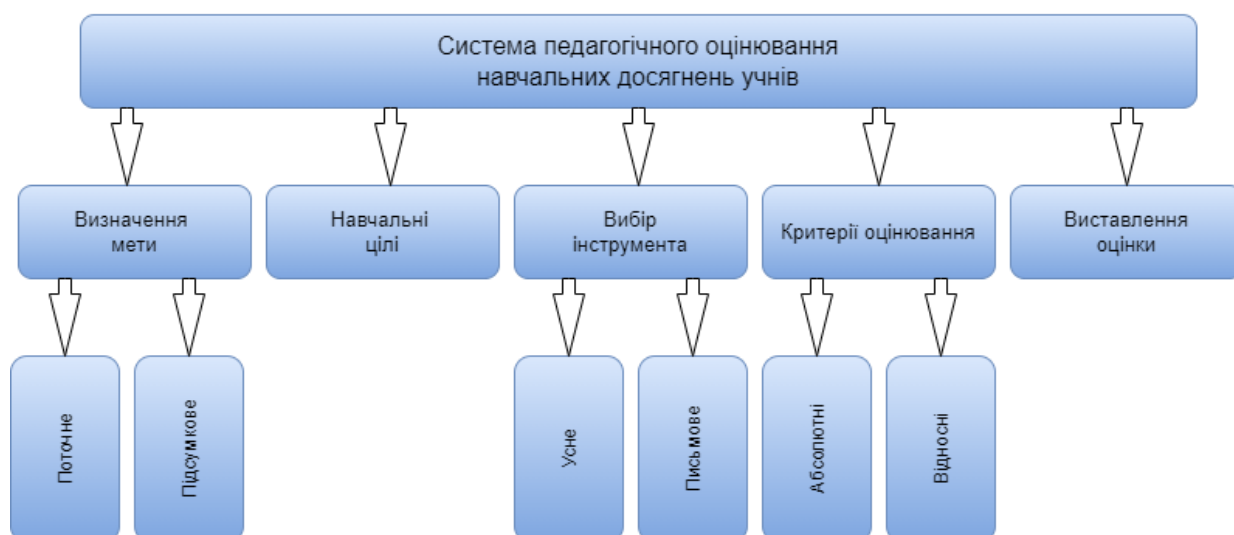 Система педагогічного оцінювання
навчальних досягнень учнів
Визначення
мети
Навчальні
цілі
Вибір
інструмента
Критерії оцінювання
Виставлення
оцінки
Поточне
Підсумкове
Усне
Письмове
Абсолютні
Відносні